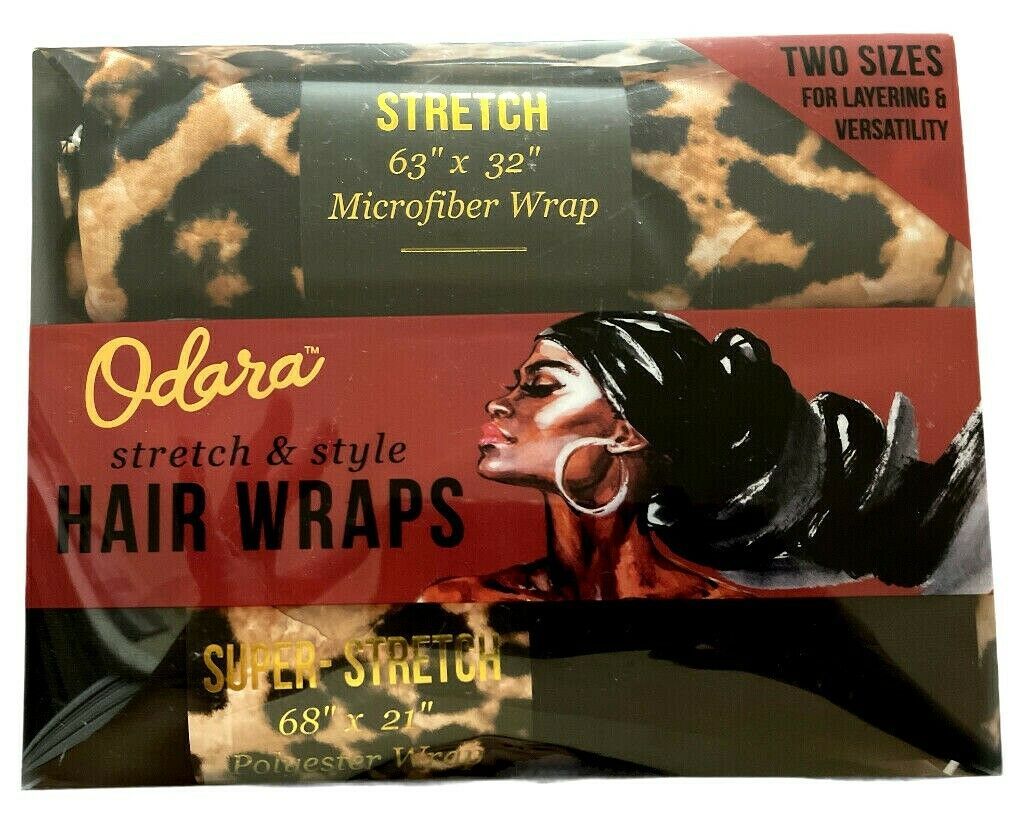 TWO SIZES
FOR LAYERING &
VERSATILITY
STRETCH
63" x 32"
Microfiber Wrap
Odara™
stretch & style
HAIR WRAPS
SUPER- STRETCH
68" x 21"
Polyester Wrap